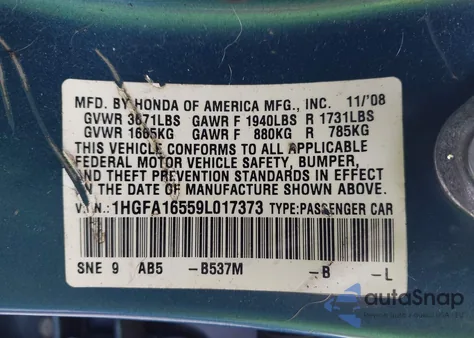 MFD. BY HONDA OF AMERICA MFG., INC. 11/'08
GVWR 3671LBS GAWR F 1940LBS R 1731LBS
GVWR 1665KG GAWR F 880KG R 785KG
THIS VEHICLE CONFORMS TO ALL APPLICABLE
FEDERAL MOTOR VEHICLE SAFETY, BUMPER,
AND THEFT PREVENTION STANDARDS IN EFFECT
ON THE DATE OF MANUFACTURE SHOWN ABOVE.
V.I.N.: 1HGFA16559L017373 TYPE:PASSENGER CAR
SNE 9 AB5 -B537M -B -L
autoSnap